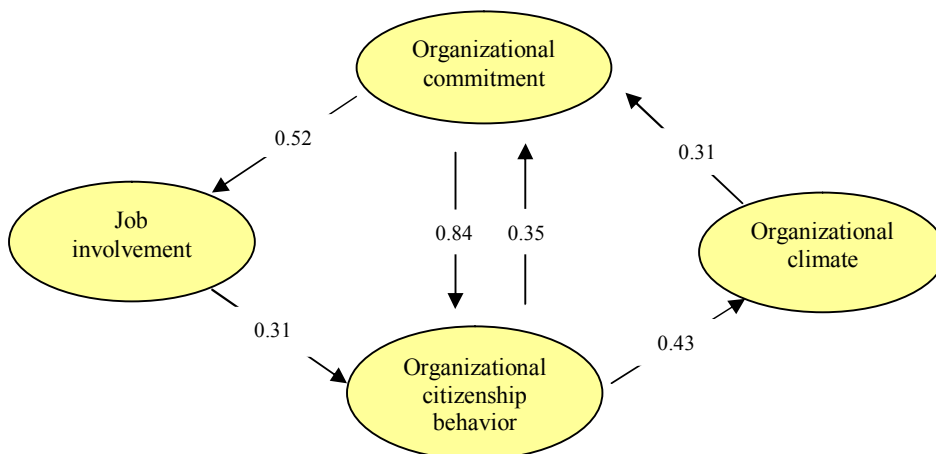 Organizational
commitment
0.52
0.31
Job
involvement
0.84
0.35
Organizational
climate
0.31
0.43
Organizational
citizenship
behavior